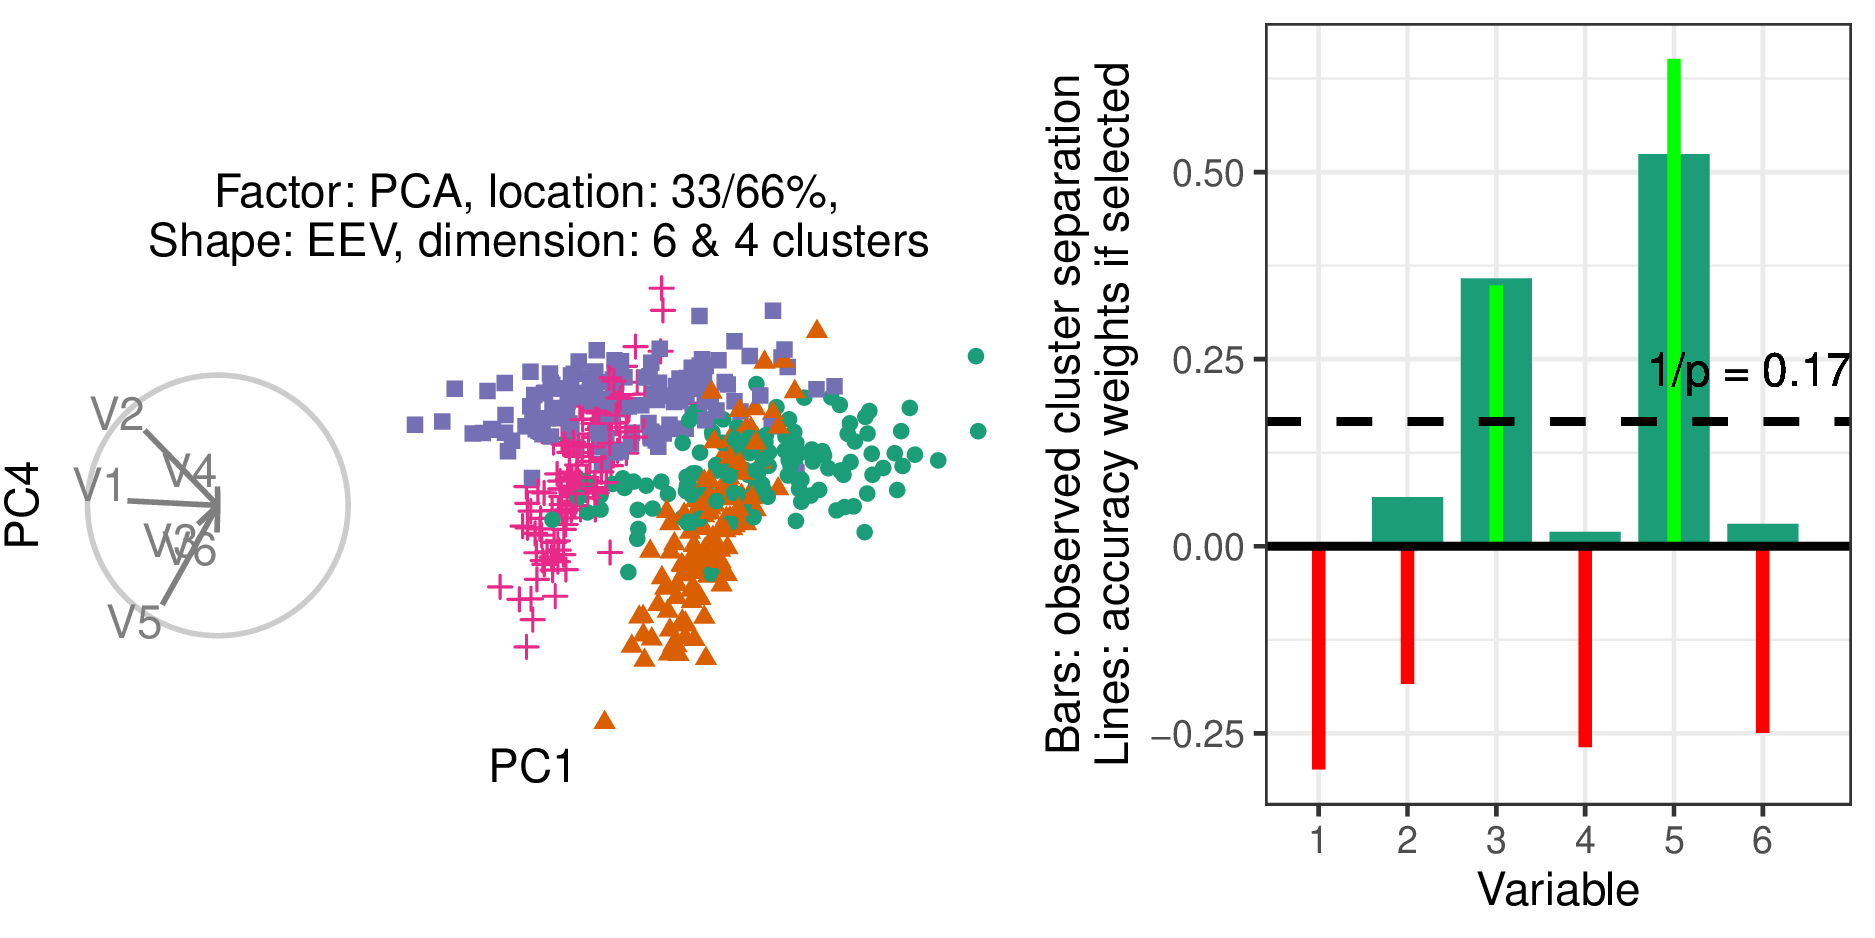 Factor: PCA, location: 33/66%,
Shape: EEV, dimension: 6 & 4 clusters
PC4
V2
V4
V1
V3
V6
V5
PC1
Bars: observed cluster separation
Lines: accuracy weights if selected
0.50
0.25
0.00
−0.25
1/p = 0.17
1 2 3 4 5 6
Variable